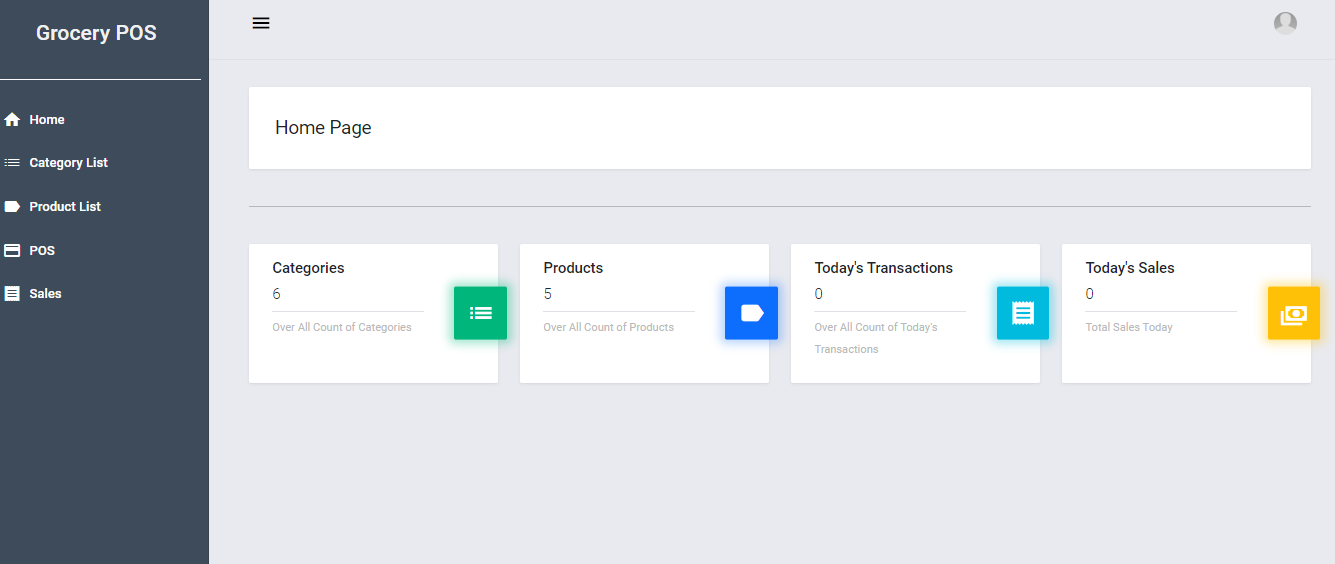 Grocery POS
Home
Category List
Product List
POS
Sales
Home Page
Categories
6
Over All Count of Categories
Products
5
Over All Count of Products
Today's Transactions
0
Over All Count of Today's
Transactions
Today's Sales
0
Total Sales Today